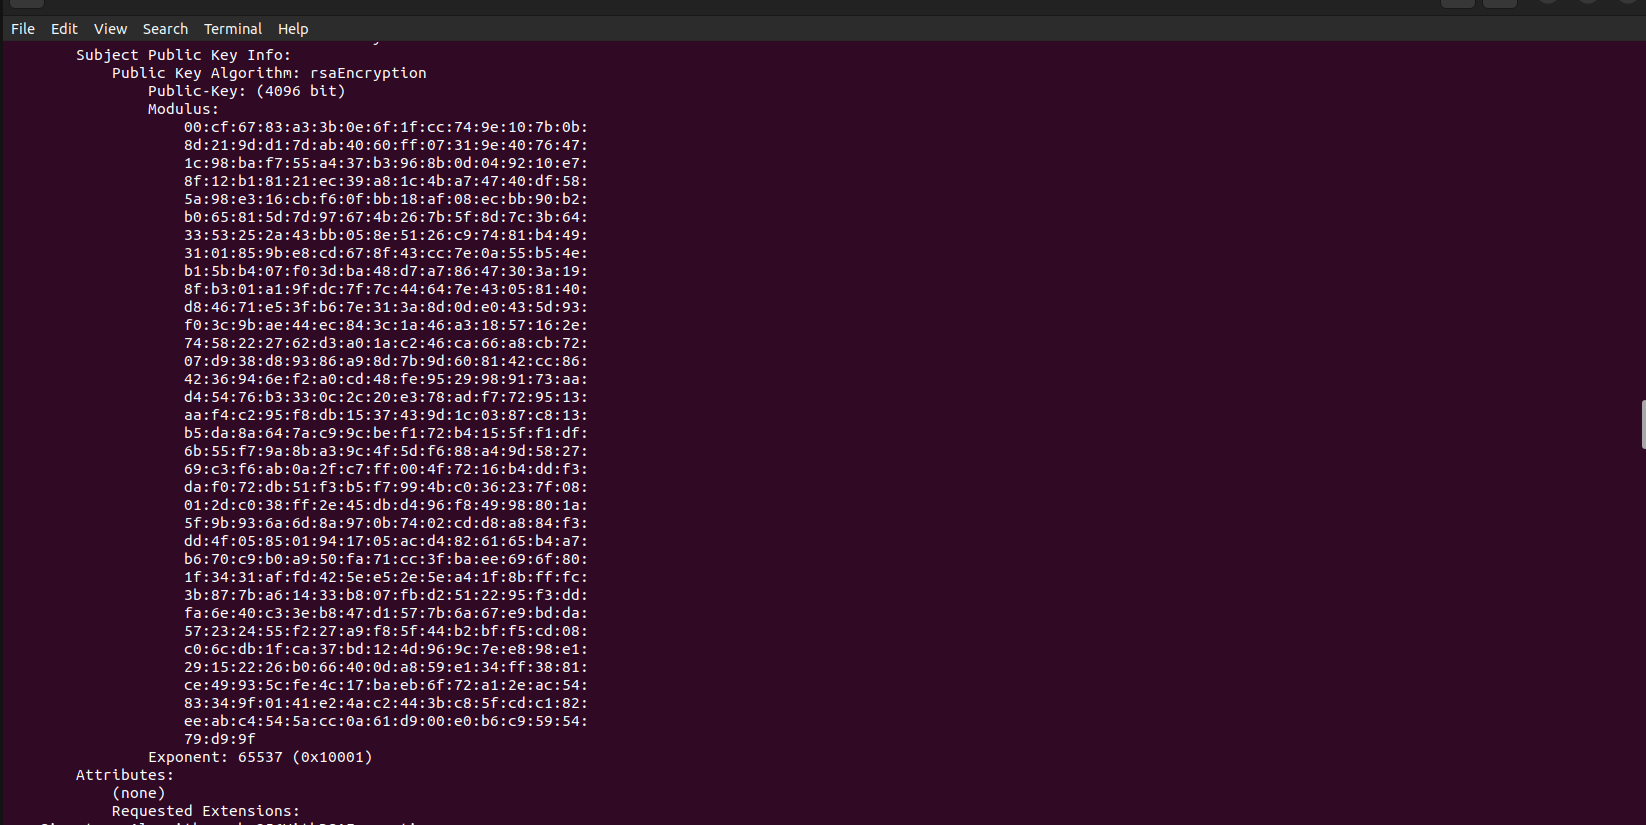 File Edit View Search Terminal Help
Subject Public Key Info:
Public Key Algorithm: rsaEncryption
Public-Key: (4096 bit)
Modulus:
00:cf:67:83:a3:3b:0e:6f:1f:cc:74:9e:10:7b:0b:
8d:21:9d:d1:7d:ab:40:60:ff:07:31:9e:40:76:47:
1c:98:ba:f7:55:a4:37:b3:96:8b:0d:04:92:10:e7:
8f:12:b1:81:21:ec:39:a8:1c:4b:a7:47:40:df:58:
5a:98:e3:16:cb:f6:0f:bb:18:af:08:ec:bb:90:b2:
b0:65:81:5d:7d:97:67:4b:26:7b:5f:8d:7c:3b:64:
33:53:25:2a:43:bb:05:8e:51:26:c9:74:81:b4:49:
31:01:85:9b:e8:cd:67:8f:43:cc:7e:0a:55:b5:4e:
b1:5b:b4:07:f0:3d:ba:48:d7:a7:86:47:30:3a:19:
8f:b3:01:a1:9f:dc:7f:7c:44:64:7e:43:05:81:40:
d8:46:71:e5:3f:b6:7e:31:3a:8d:0d:e0:43:5d:93:
f0:3c:9b:ae:44:ec:84:3c:1a:46:a3:18:57:16:2e:
74:58:22:27:62:d3:a0:1a:c2:46:ca:66:a8:cb:72:
07:d9:38:d8:93:86:a9:8d:7b:9d:60:81:42:cc:86:
42:36:94:6e:f2:a0:cd:48:fe:95:29:98:91:73:aa:
d4:54:76:b3:33:0c:2c:20:e3:78:ad:f7:72:95:13:
aa:f4:c2:95:f8:db:15:37:43:9d:1c:03:87:c8:13:
b5:da:8a:64:7a:c9:9c:be:f1:72:b4:15:5f:f1:df:
6b:55:f7:9a:8b:a3:9c:4f:5d:f6:88:a4:9d:58:27:
69:c3:f6:ab:0a:2f:c7:ff:00:4f:72:16:b4:dd:f3:
da:f0:72:db:51:f3:b5:f7:99:4b:c0:36:23:7f:08:
01:2d:c0:38:ff:2e:45:db:d4:96:f8:49:98:80:1a:
5f:9b:93:6a:6d:8a:97:0b:74:02:cd:d8:a8:84:f3:
dd:4f:05:85:01:94:17:05:ac:d4:82:61:65:b4:a7:
b6:70:c9:b0:a9:50:fa:71:cc:3f:ba:ee:69:6f:80:
1f:34:31:af:fd:42:5e:e5:2e:5e:a4:1f:8b:ff:fc:
3b:87:7b:a6:14:33:b8:07:fb:d2:51:22:95:f3:dd:
fa:6e:40:c3:3e:b8:47:d1:57:7b:6a:67:e9:bd:da:
57:23:24:55:f2:27:a9:f8:5f:44:b2:bf:f5:cd:08:
c0:6c:db:1f:ca:37:bd:12:4d:96:9c:7e:e8:98:e1:
29:15:22:26:b0:66:40:0d:a8:59:e1:34:ff:38:81:
ce:49:93:5c:fe:4c:17:ba:eb:6f:72:a1:2e:ac:54:
83:34:9f:01:41:e2:4a:c2:44:3b:c8:5f:cd:c1:82:
ee:ab:c4:54:5a:cc:0a:61:d9:00:e0:b6:c9:59:54:
79:d9:9f
Exponent: 65537 (0x10001)
Attributes:
(none)
Requested Extensions: